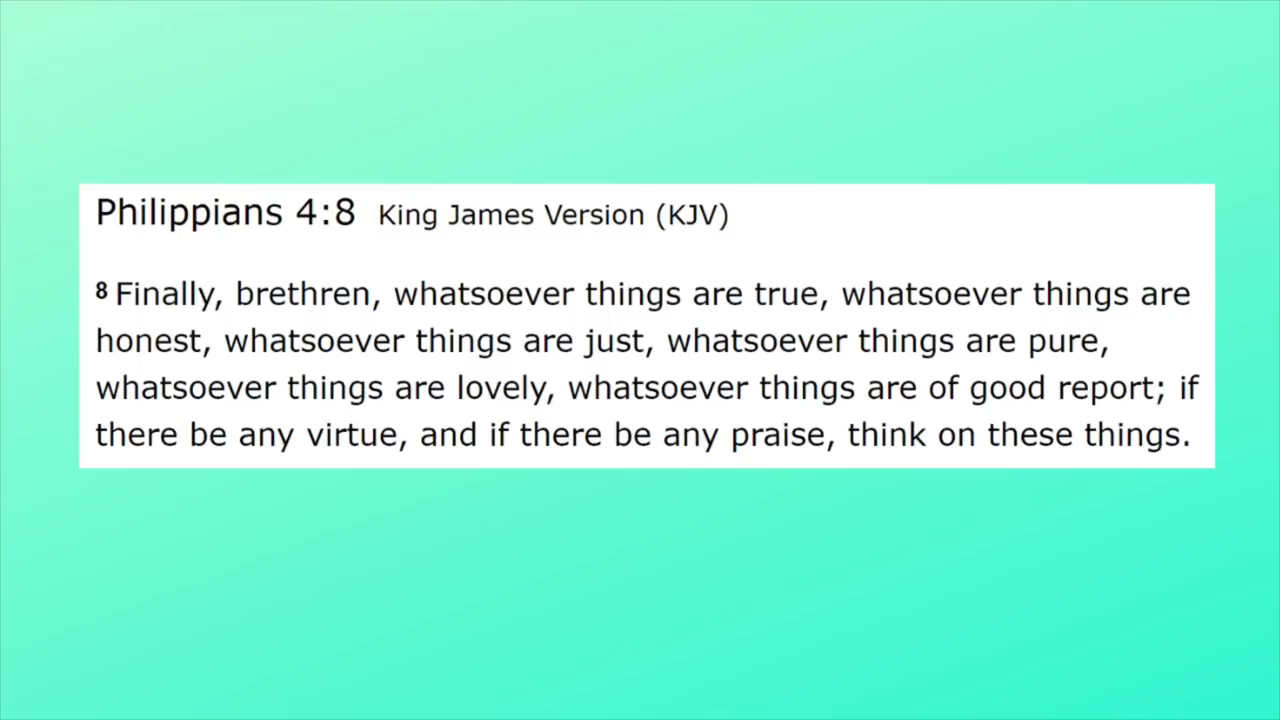 Philippians 4:8 King James Version (KJV)
8 Finally, brethren, whatsoever things are true, whatsoever things are
honest, whatsoever things are just, whatsoever things are pure,
whatsoever things are lovely, whatsoever things are of good report; if
there be any virtue, and if there be any praise, think on these things.